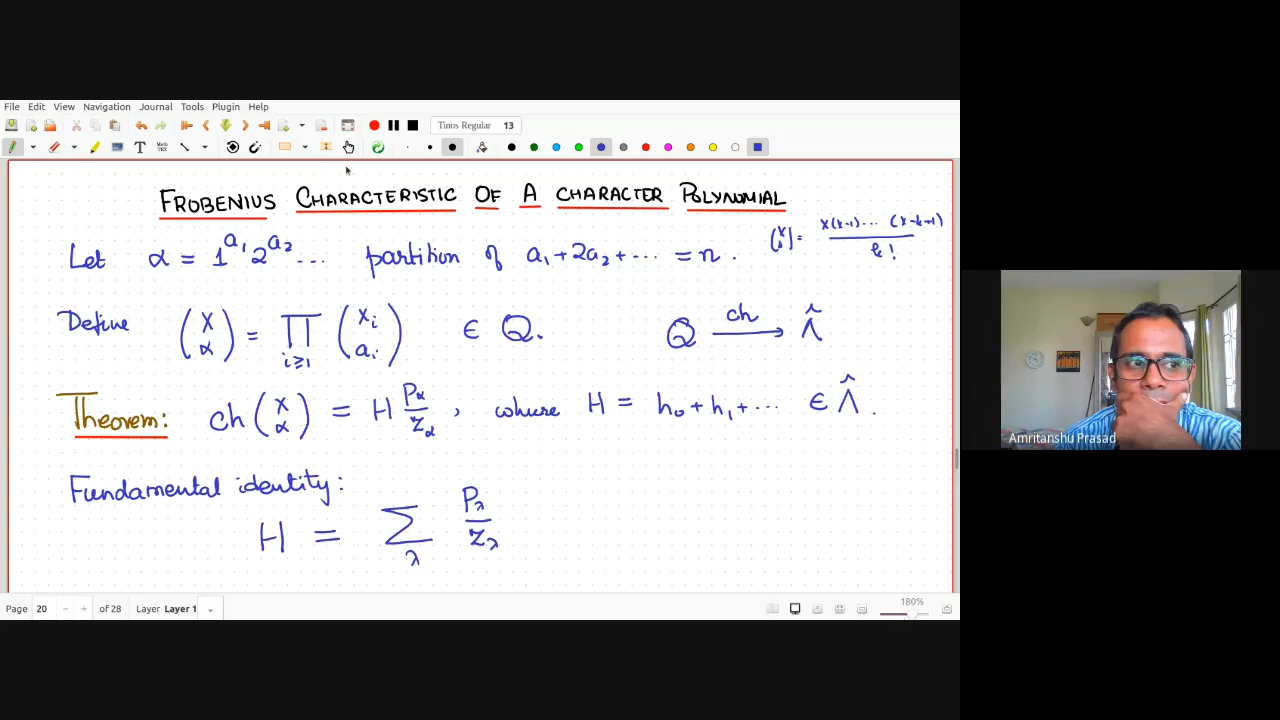 File Edit View Navigation Journal Tools Plugin Help
Tinos Regular 13
FROBENIUS CHARACTERISTIC OF A CHARACTER POLYNOMIAL
Let α = 1^{a_1} 2^{a_2} ... partition of a_1 + 2a_2 + ... = n.
(x k) = x(x-1)... (x-k+1) / k!
Define (X α) = ∏_{i≥1} (X_i a_i) ∈ Q. Q —ch→ Λ̂
Theorem: ch (X α) = H p_α / z_α, where H = h_0 + h_1 + ... ∈ Λ̂.
Fundamental identity:
H = Σ_λ p_λ / z_λ
Amritanshu Prasad
Page 20 of 28 Layer Layer 1 180%